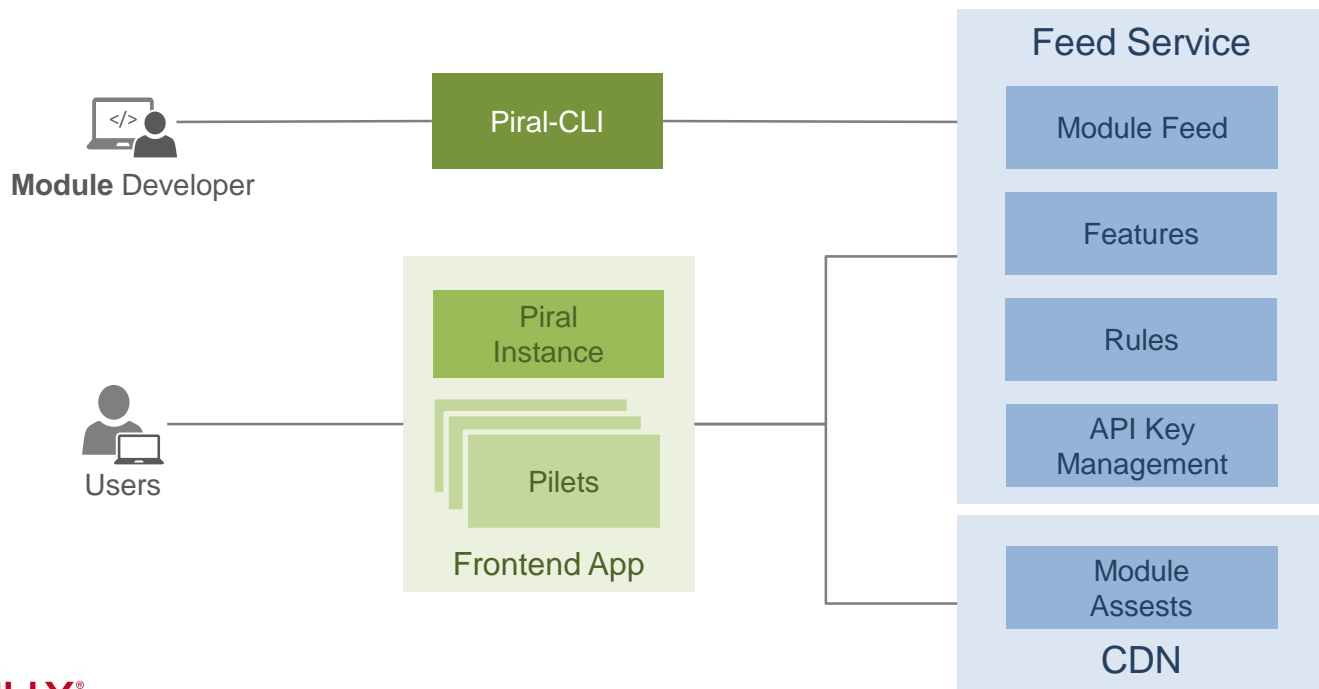 Feed Service
</>
Piral-CLI
Module Feed
Module Developer
Features
Piral
Instance
Rules
API Key
Management
Users
Pilets
Frontend App
Module
Assests
CDN